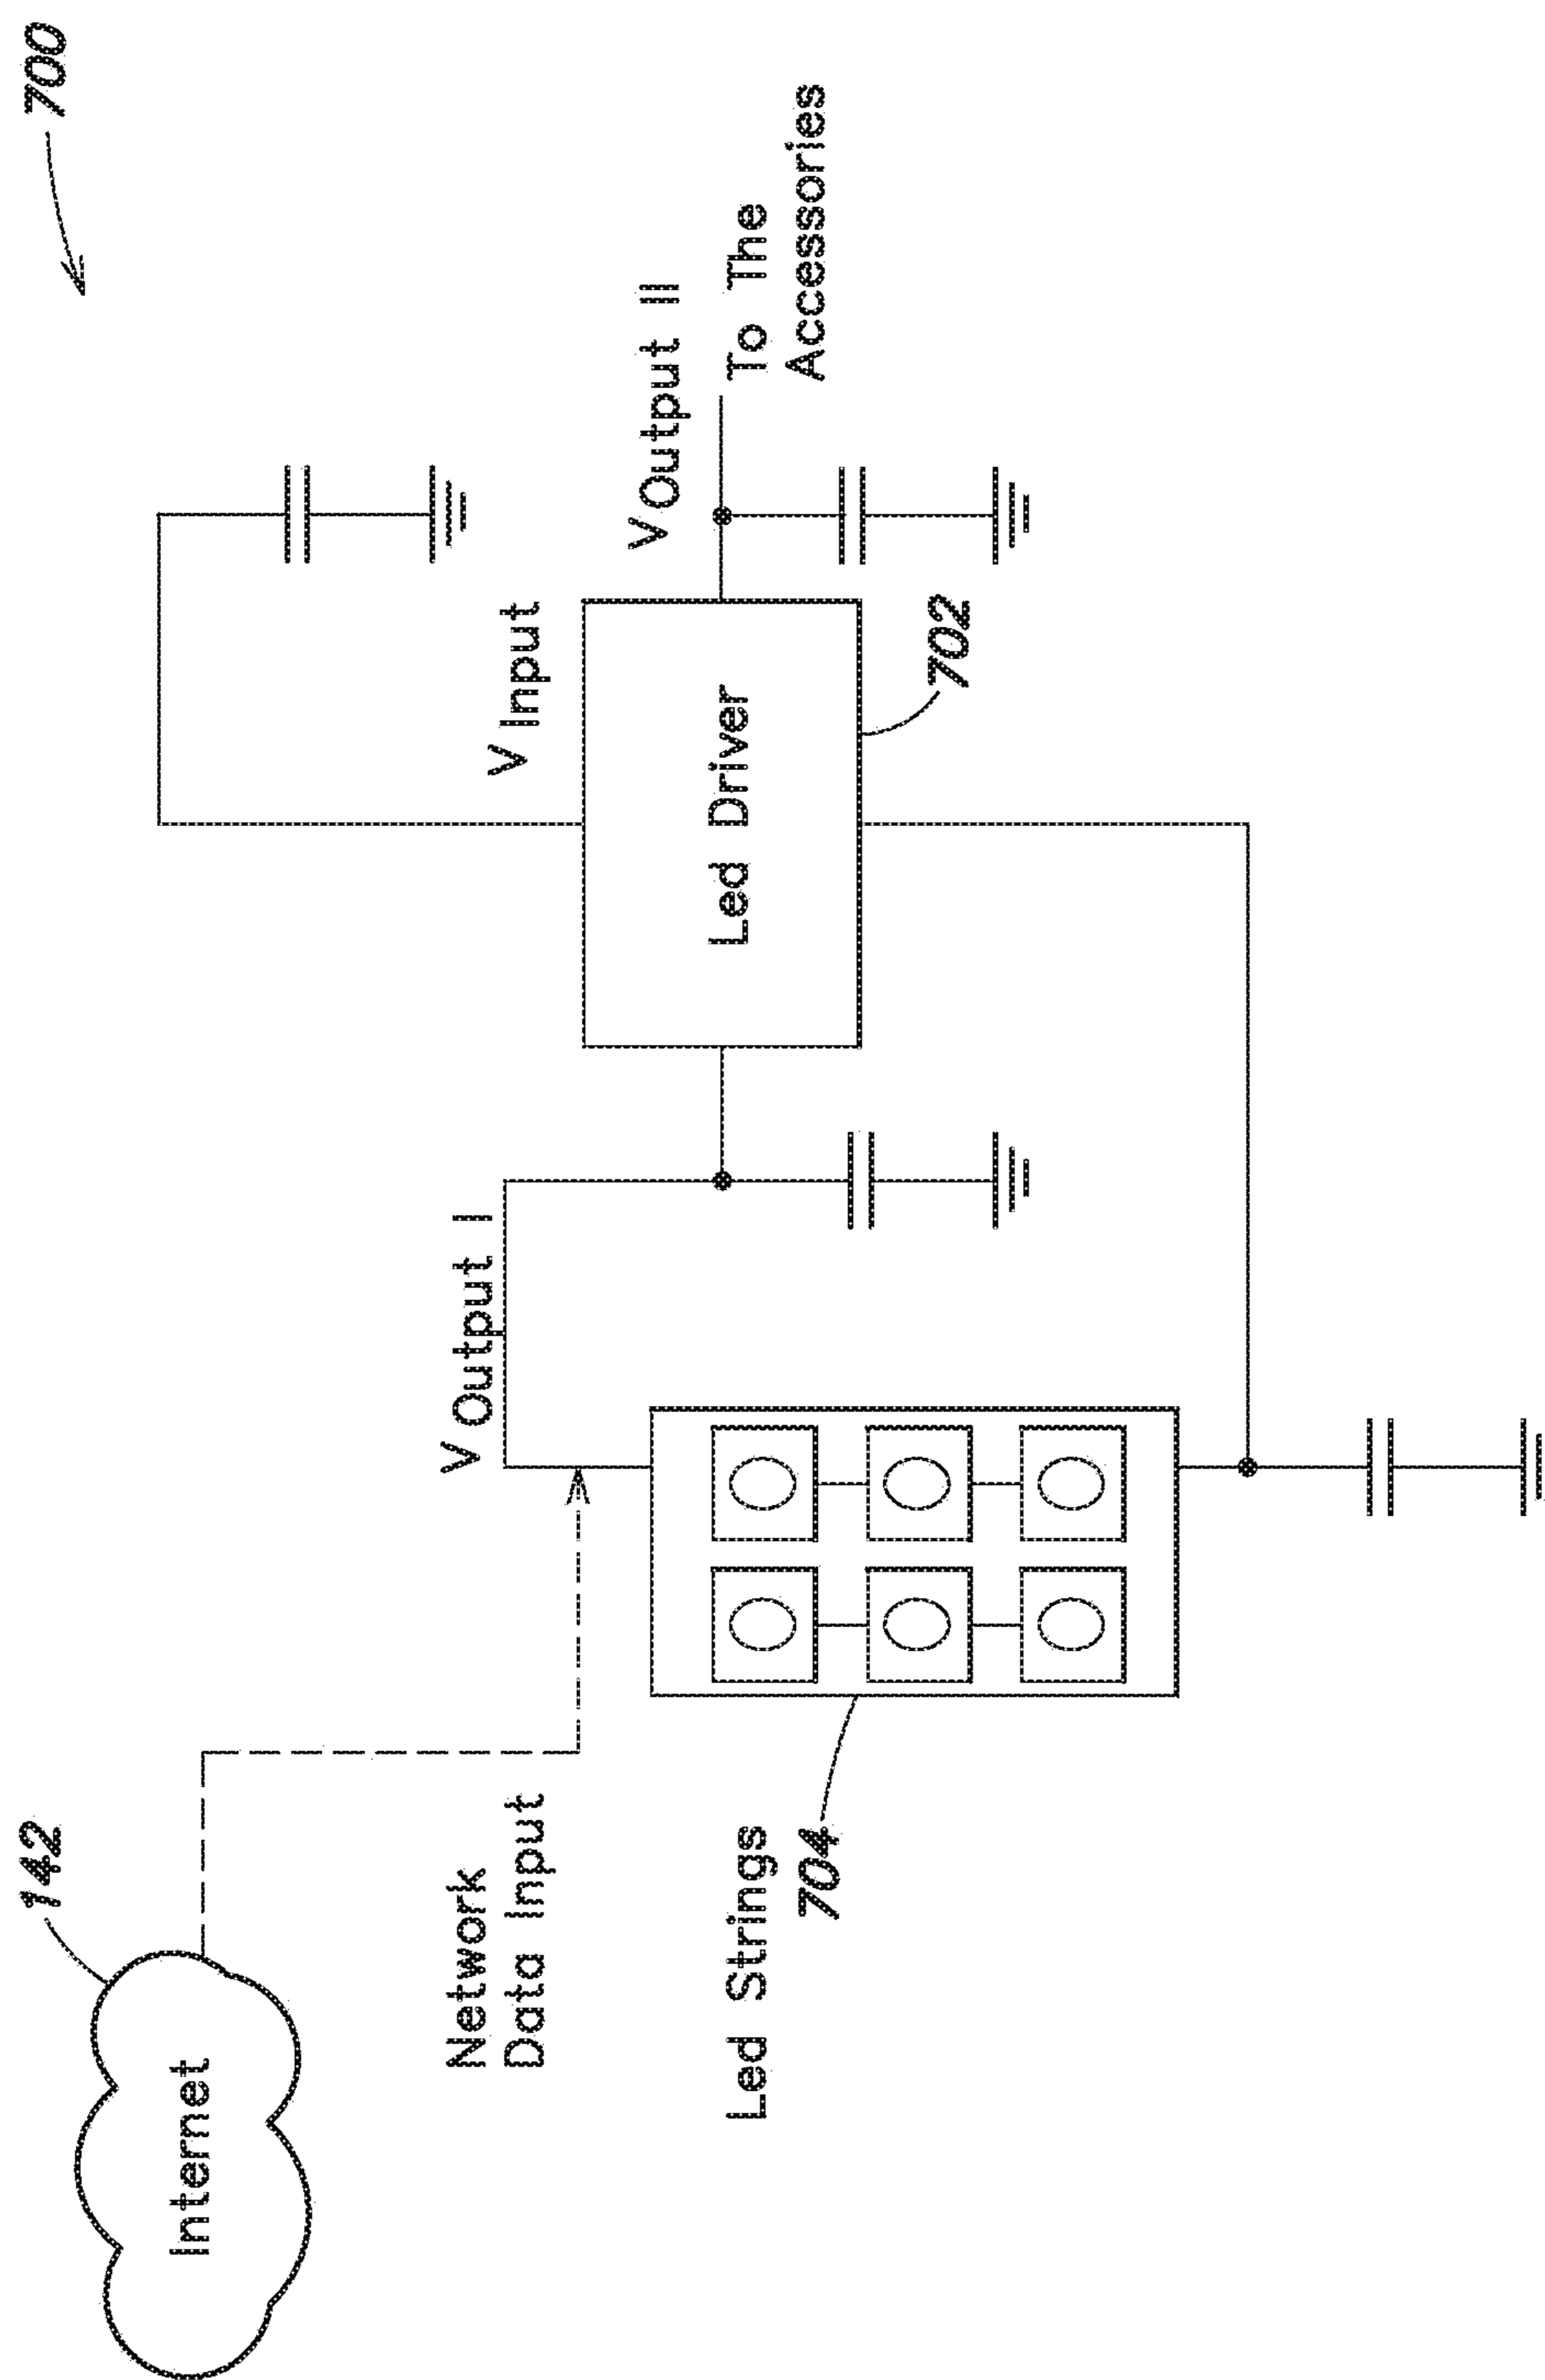 142
700
Internet
Network
Data Input
V Output I
V Input
V Output II
To The
Accessories
Led Driver
Led Strings
704
702